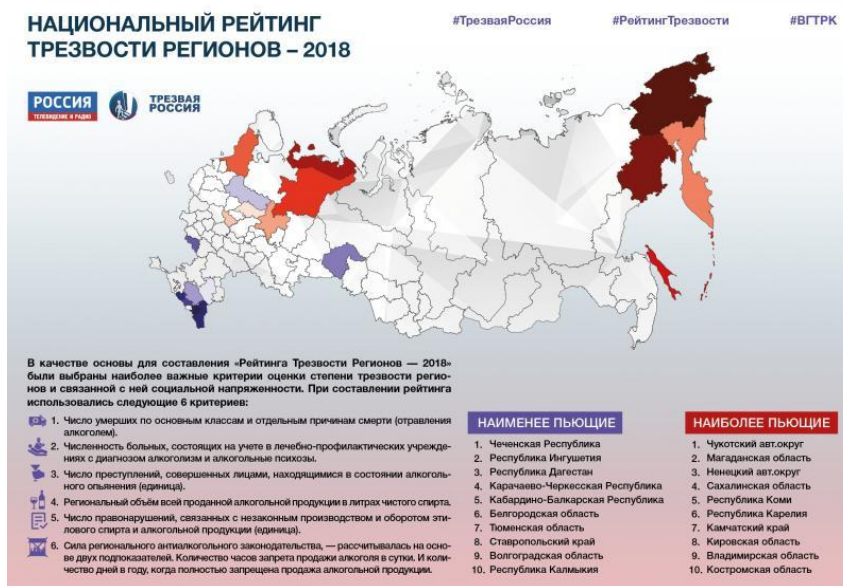 НАЦИОНАЛЬНЫЙ РЕЙТИНГ
ТРЕЗВОСТИ РЕГИОНОВ – 2018
#ТрезваяРоссия
#РейтингТрезвости
#ВГТРК
РОССИЯ
ТЕЛЕВИДЕНИЕ И РАДИО
ТРЕЗВАЯ
РОССИЯ
В качестве основы для составления «Рейтинга Трезвости Регионов — 2018»
были выбраны наиболее важные критерии оценки степени трезвости регио-
нов и связанной с ней социальной напряженности. При составлении рейтинга
использовались следующие 6 критериев:
1. Число умерших по основным классам и отдельным причинам смерти (отравления
алкоголем).
2. Численность больных, состоящих на учете в лечебно-профилактических учрежде-
ниях с диагнозом алкоголизм и алкогольные психозы.
3. Число преступлений, совершенных лицами, находящимися в состоянии алкоголь-
ного опьянения (единица).
4. Региональный объём всей проданной алкогольной продукции в литрах чистого спирта.
5. Число правонарушений, связанных с незаконным производством и оборотом эти-
лового спирта и алкогольной продукции (единица).
6. Сила регионального антиалкогольного законодательства, — рассчитывалась на осно-
ве двух подпоказателей. Количество часов запрета продажи алкоголя в сутки. И коли-
чество дней в году, когда полностью запрещена продажа алкогольной продукции.
НАИМЕНЕЕ ПЬЮЩИЕ
1. Чеченская Республика
2. Республика Ингушетия
3. Республика Дагестан
4. Карачаево-Черкесская Республика
5. Кабардино-Балкарская Республика
6. Белгородская область
7. Тюменская область
8. Ставропольский край
9. Волгоградская область
10. Республика Калмыкия
НАИБОЛЕЕ ПЬЮЩИЕ
1. Чукотский авт.округ
2. Магаданская область
3. Ненецкий авт.округ
4. Сахалинская область
5. Республика Коми
6. Республика Карелия
7. Камчатский край
8. Кировская область
9. Владимирская область
10. Костромская область